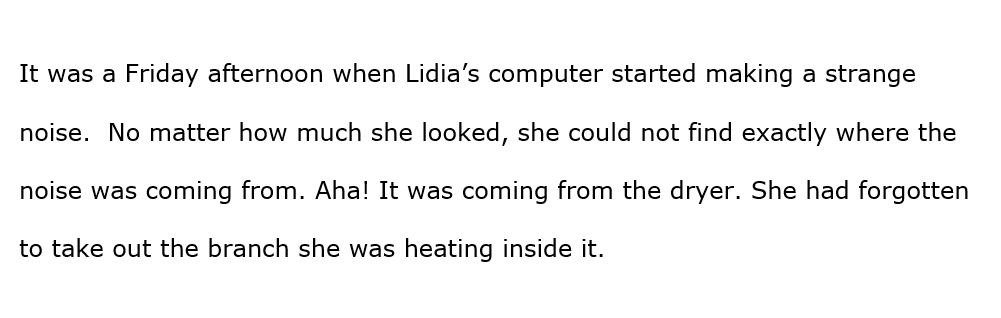 It was a Friday afternoon when Lidia’s computer started making a strange
noise.  No matter how much she looked, she could not find exactly where the
noise was coming from. Aha! It was coming from the dryer. She had forgotten
to take out the branch she was heating inside it.